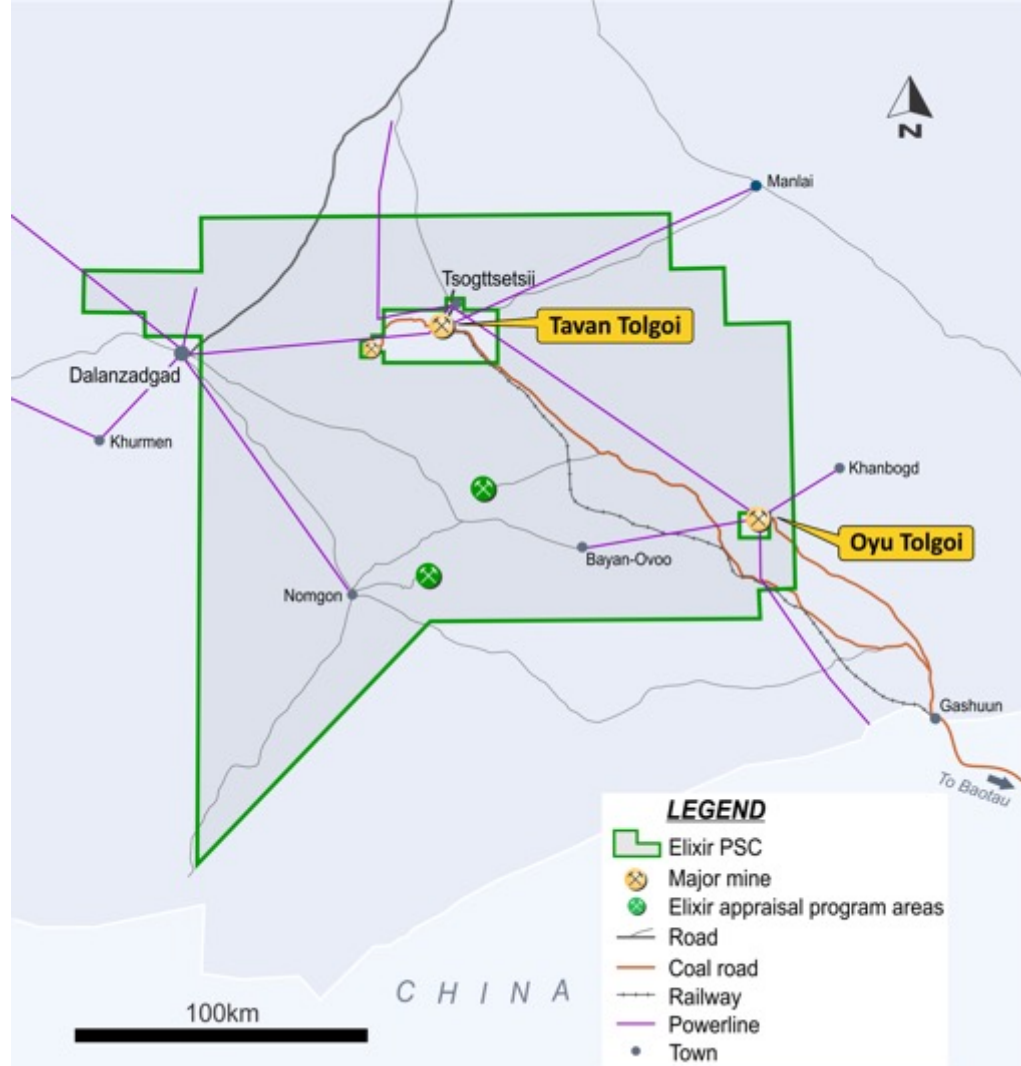 N
Manlai
Tsogttsetsii
Tavan Tolgoi
Dalanzadgad
Khurmen
Khanbogd
Oyu Tolgoi
Bayan-Ovoo
Nomgon
Gashuun
To Baotau
LEGEND
Elixir PSC
Major mine
Elixir appraisal program areas
Road
Coal road
Railway
Powerline
Town
CHINA
100km